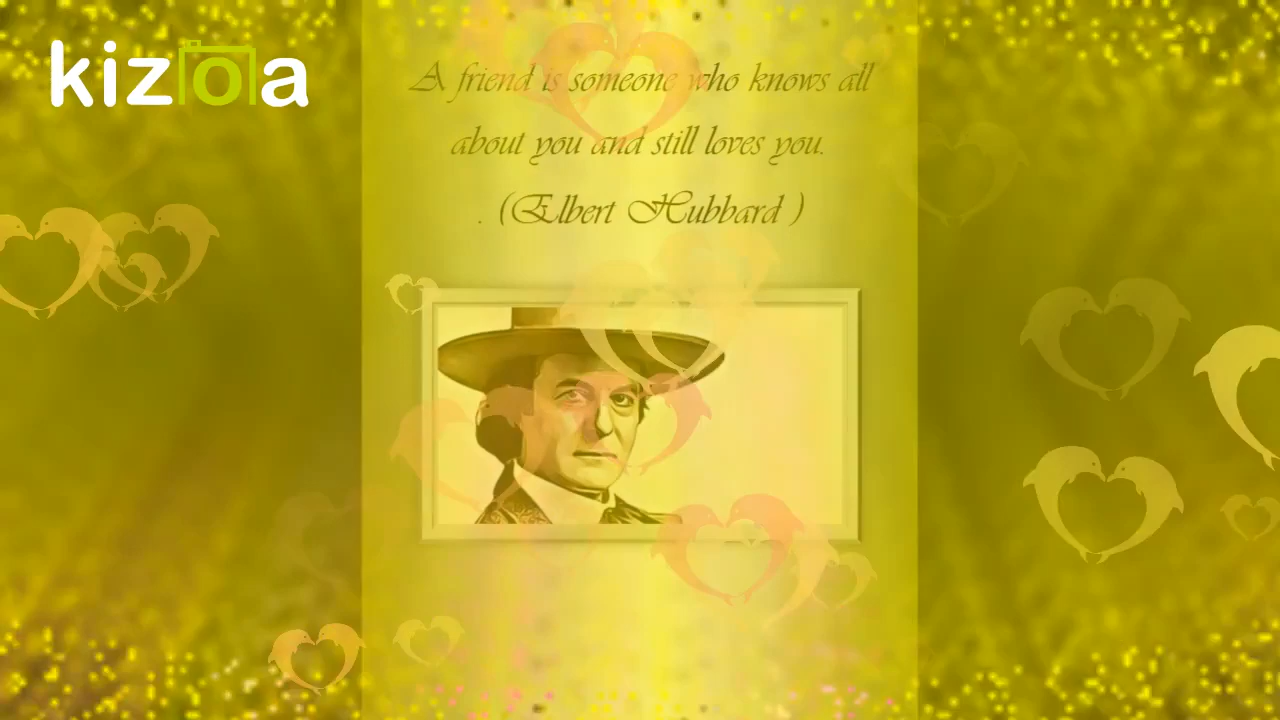 kizoa
A friend is someone who knows all
about you and still loves you.
. (Elbert Hubbard )